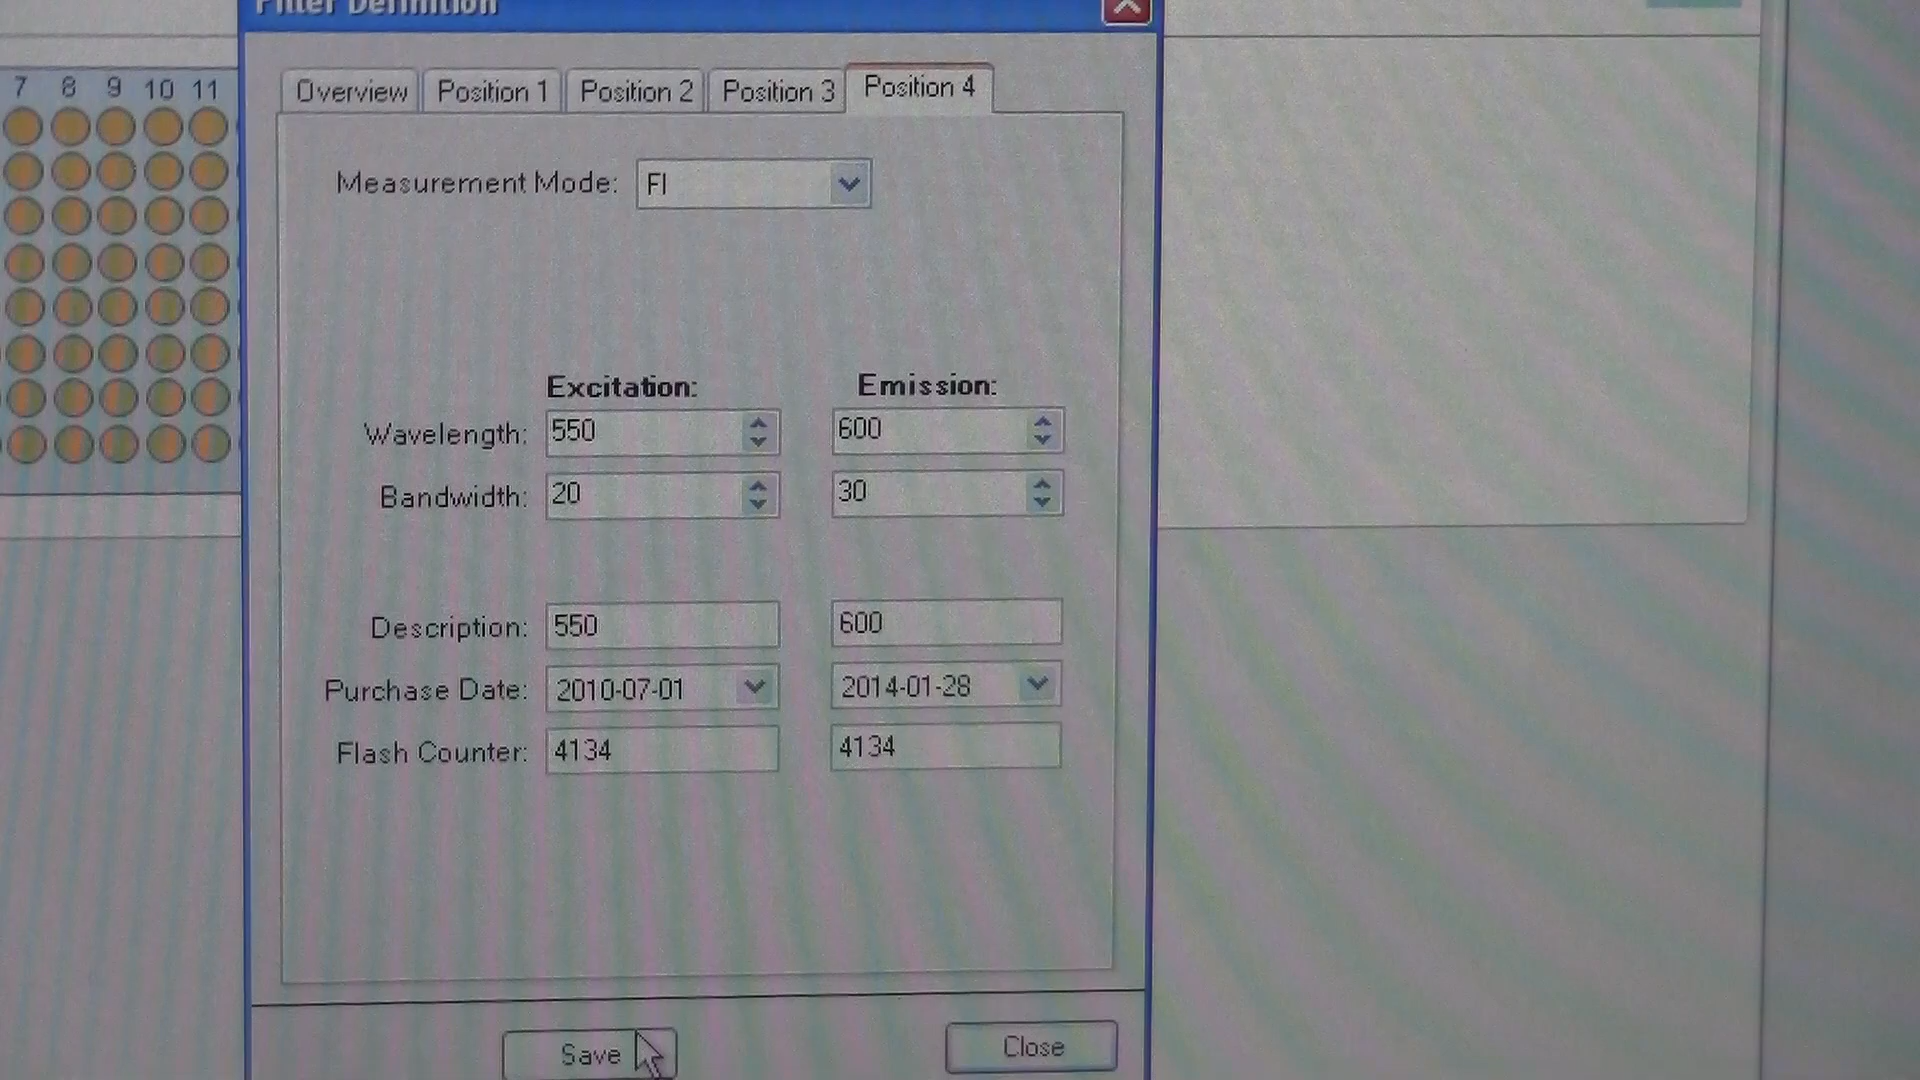 Filter Definition
7 8 9 10 11
Overview Position 1 Position 2 Position 3 Position 4
Measurement Mode: FI
Excitation: Emission:
Wavelength: 550 600
Bandwidth: 20 30
Description: 550 600
Purchase Date: 2010-07-01 2014-01-28
Flash Counter: 4134 4134
Save Close